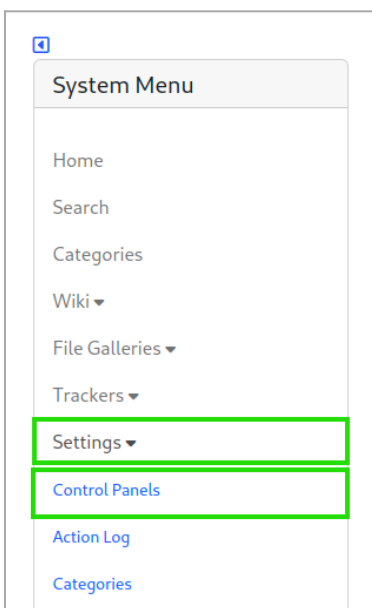 System Menu
Home
Search
Categories
Wiki
File Galleries
Trackers
Settings
Control Panels
Action Log
Categories